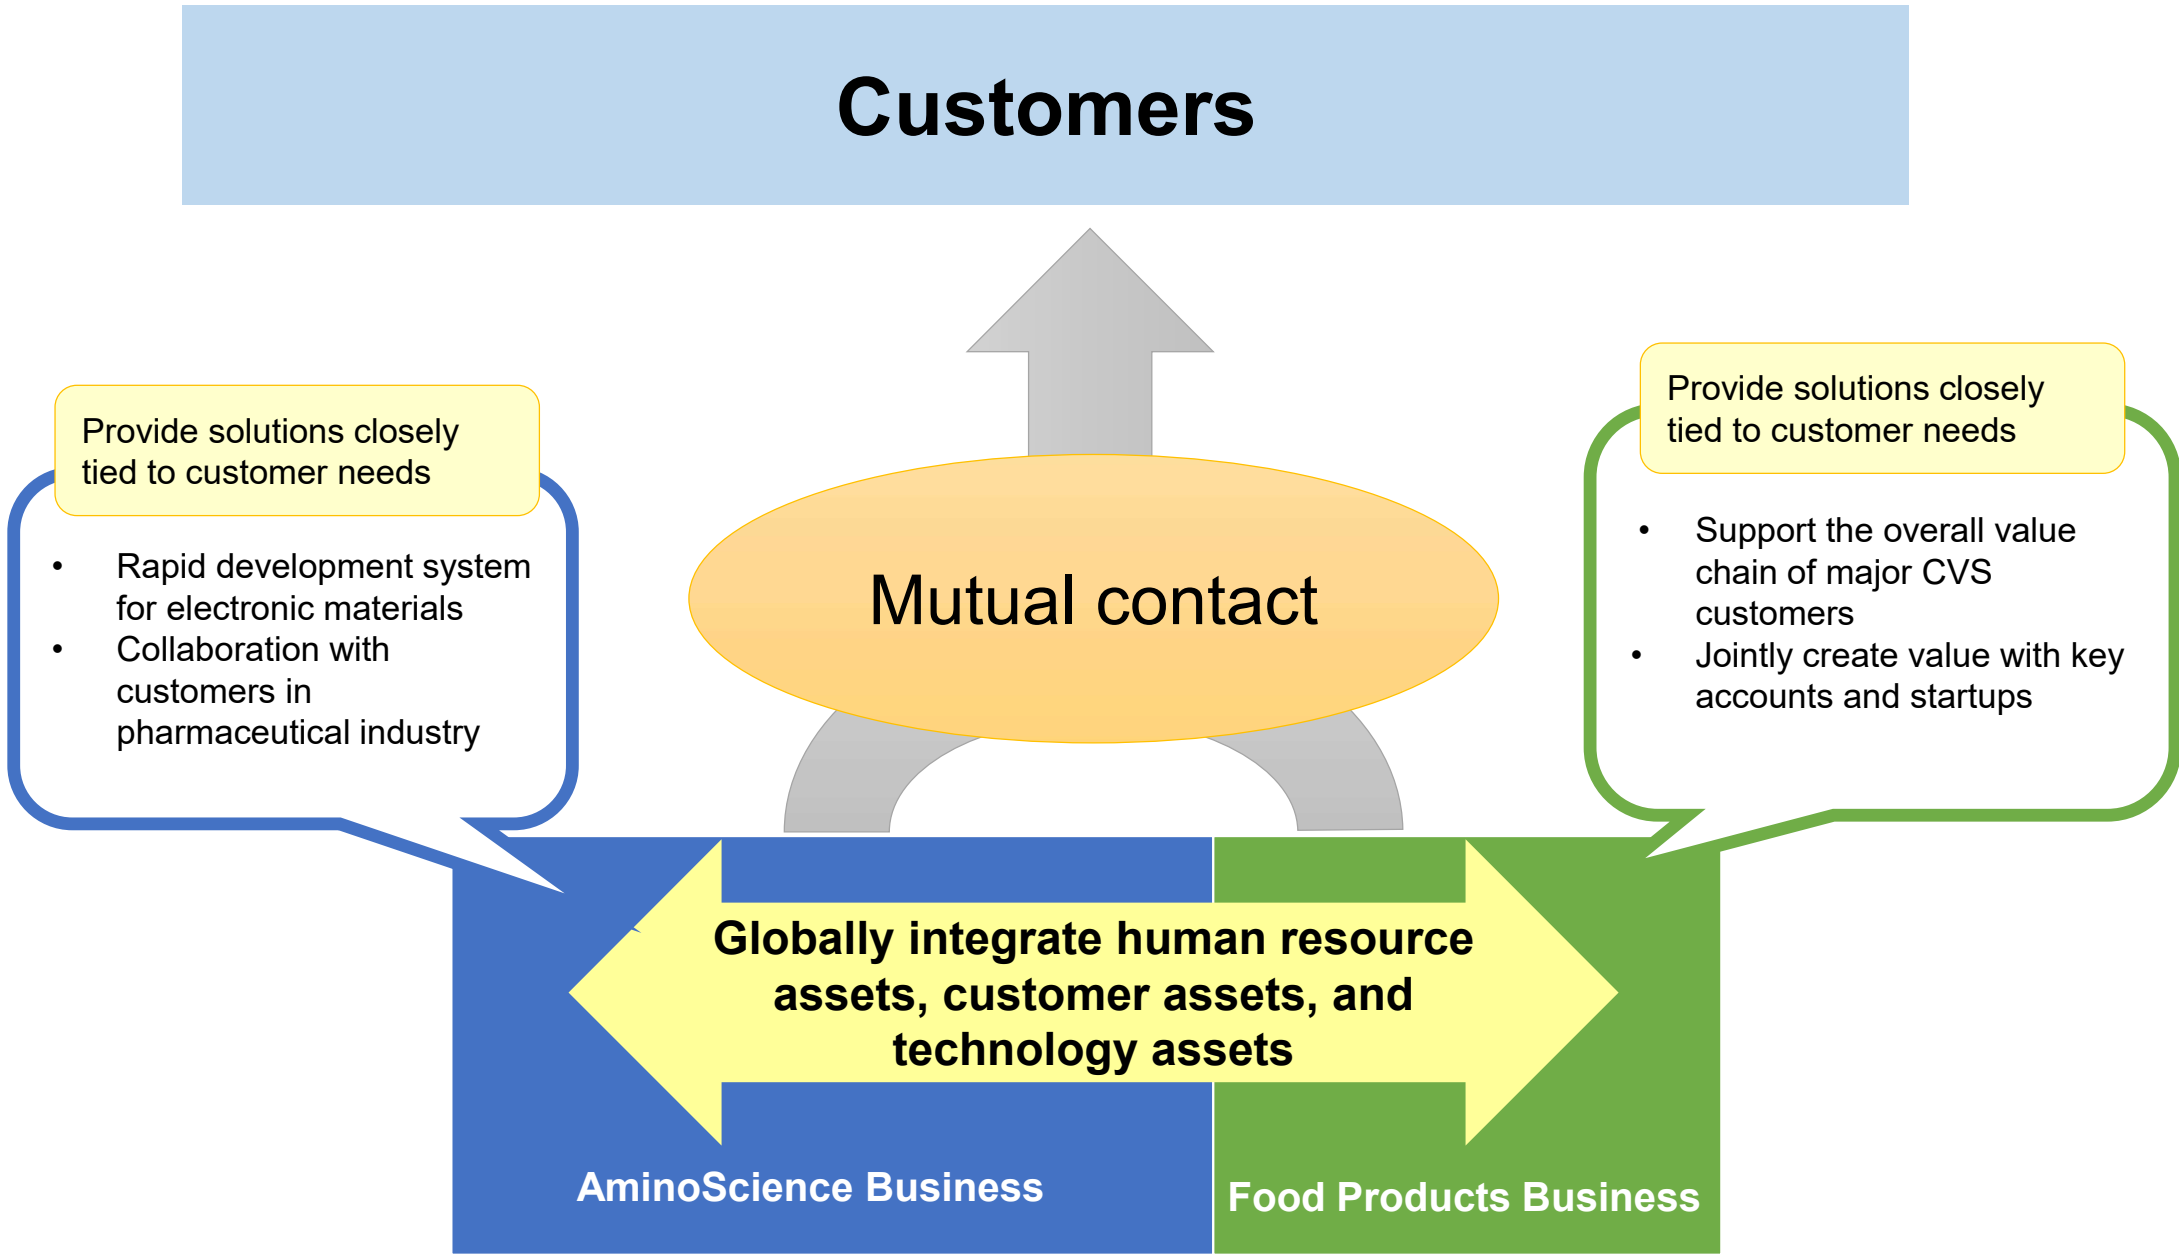 Customers
Provide solutions closely
tied to customer needs
• Rapid development system
for electronic materials
• Collaboration with
customers in
pharmaceutical industry
Mutual contact
Provide solutions closely
tied to customer needs
• Support the overall value
chain of major CVS
customers
• Jointly create value with key
accounts and startups
Globally integrate human resource
assets, customer assets, and
technology assets
AminoScience Business
Food Products Business